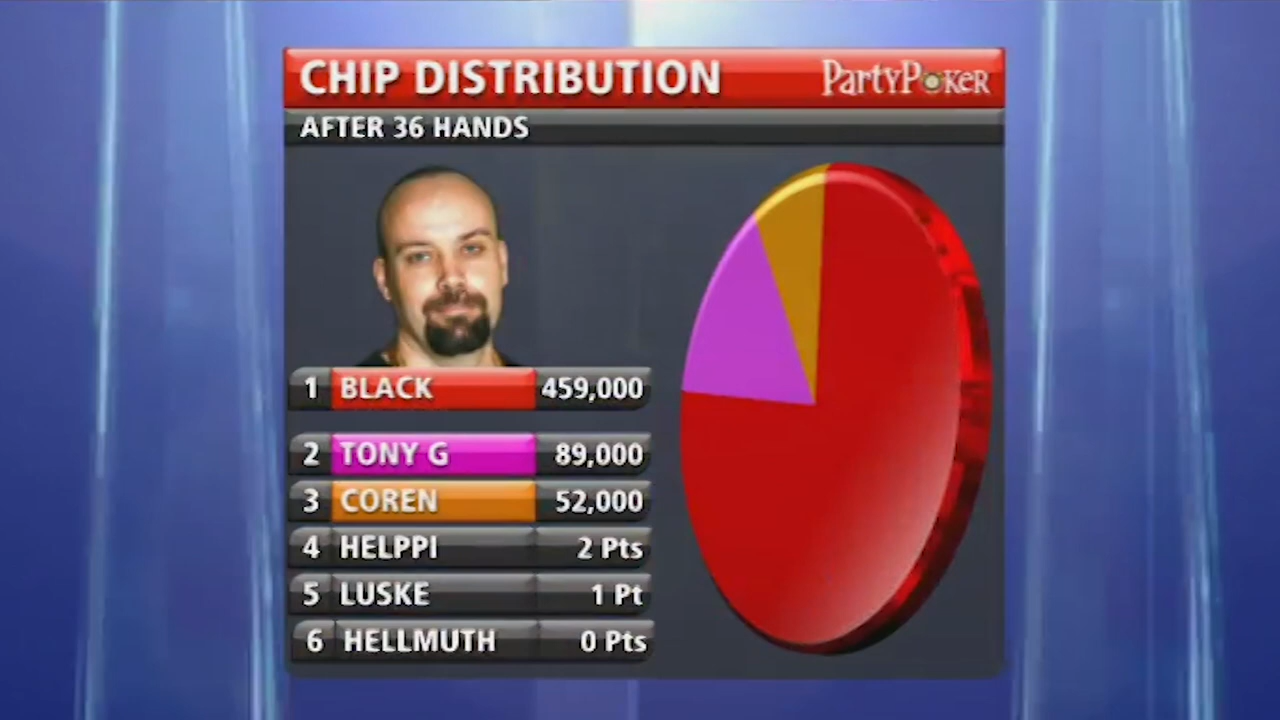 CHIP DISTRIBUTION PartyPoker
AFTER 36 HANDS
1 BLACK 459,000
2 TONY G 89,000
3 COREN 52,000
4 HELPPI 2 Pts
5 LUSKE 1 Pt
6 HELLMUTH 0 Pts